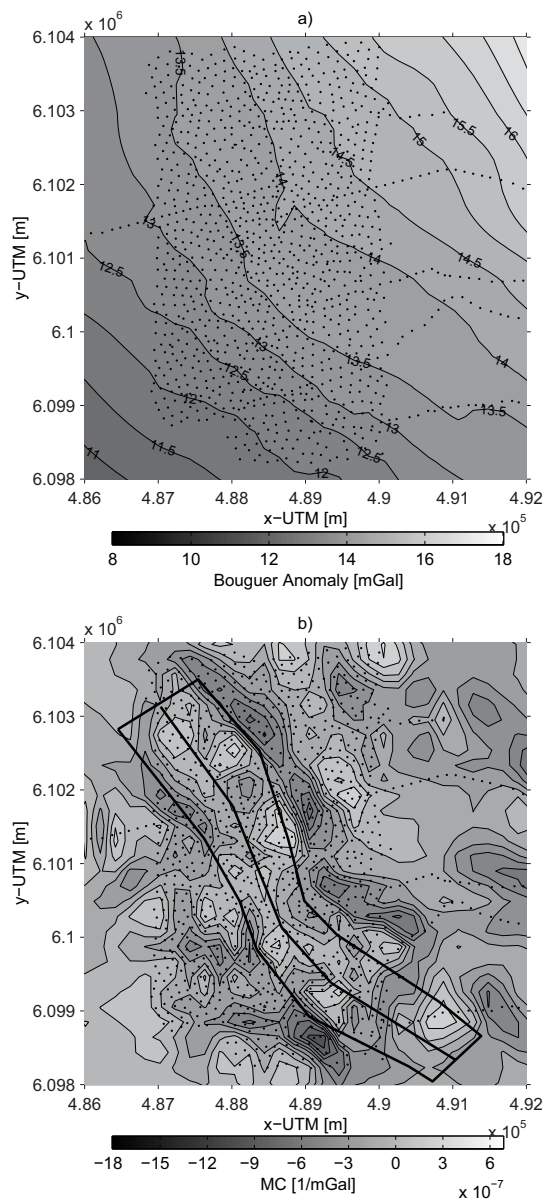 a)
x 10^6
6.104
6.103
6.102
6.101
6.1
6.099
6.098
y−UTM [m]
13.5
16
15.5
15
14.5
14
13
13.5
14.5
12.5
14
13
13.5
14
12.5
12
13.5
13
11.5
11
12.5
12
4.86 4.87 4.88 4.89 4.9 4.91 4.92
x−UTM [m]
x 10^5
8 10 12 14 16 18
Bouguer Anomaly [mGal]
b)
x 10^6
6.104
6.103
6.102
6.101
6.1
6.099
6.098
y−UTM [m]
4.86 4.87 4.88 4.89 4.9 4.91 4.92
x−UTM [m]
x 10^5
−18 −15 −12 −9 −6 −3 0 3 6
MC [1/mGal]
x 10^−7